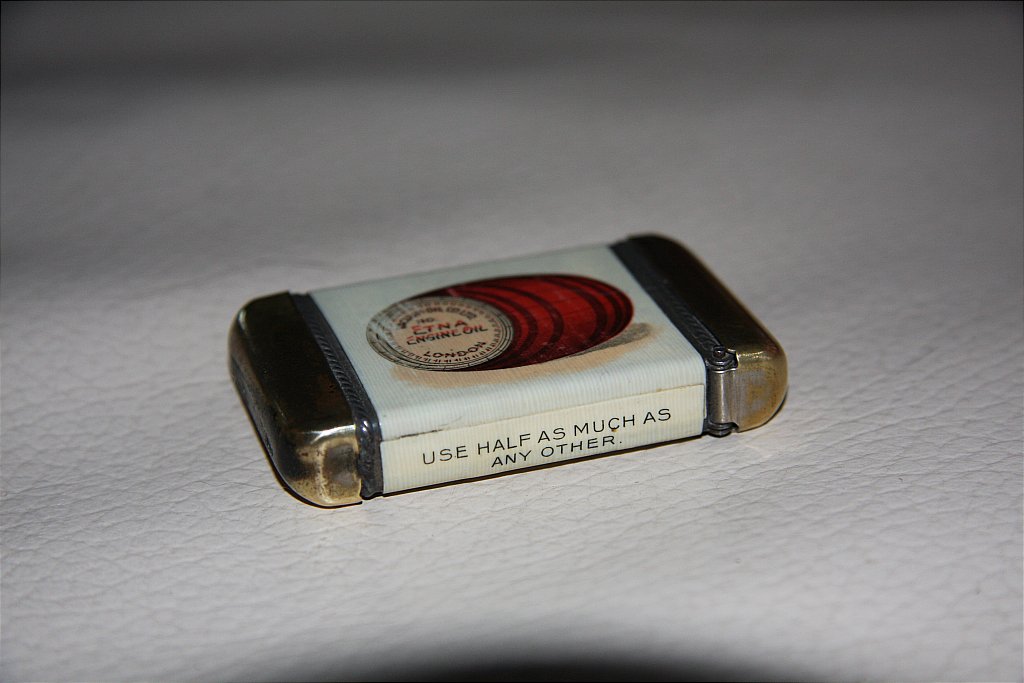 ETNA
ENGINE OIL
LONDON
USE HALF AS MUCH AS
ANY OTHER.